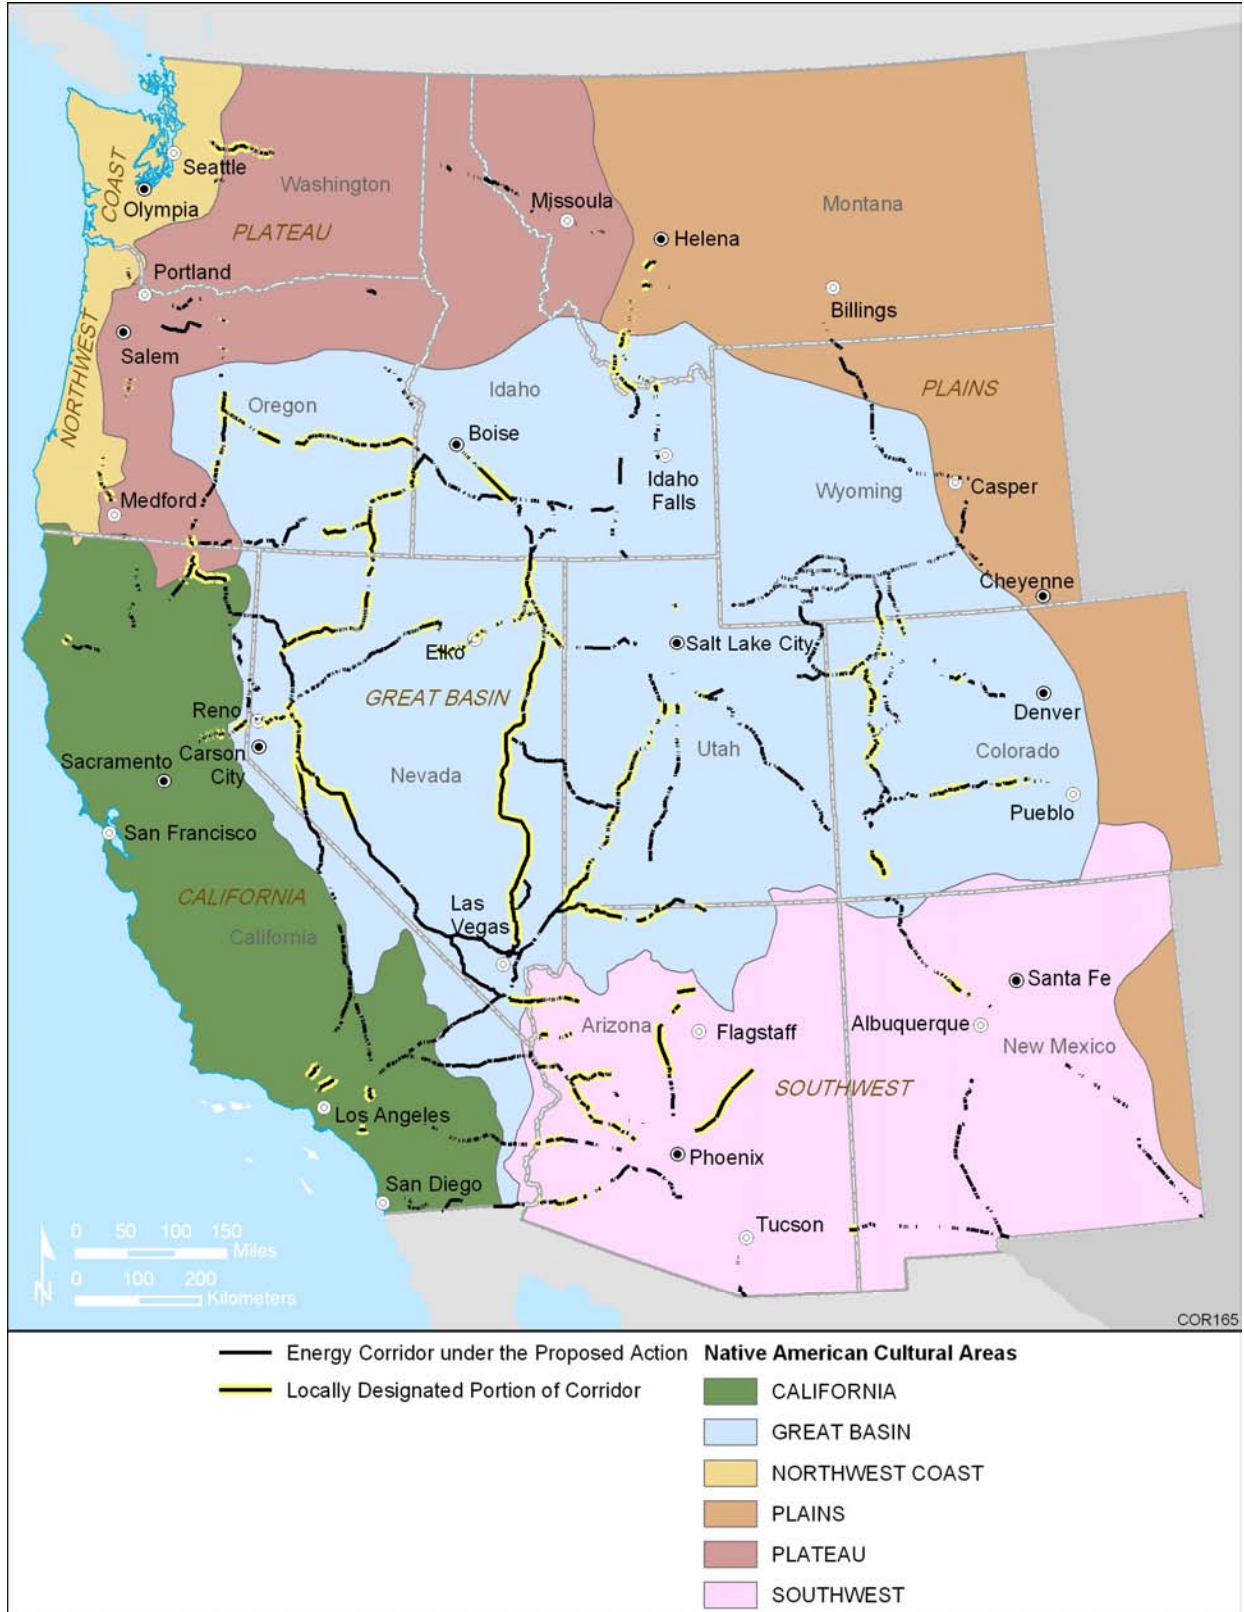 Seattle
Washington
COAST
Olympia
PLATEAU
Missoula
Montana
Helena
Portland
Billings
Salem
NORTHWEST
Idaho
PLAINS
Oregon
Boise
Idaho
Falls
Wyoming
Casper
Medford
Cheyenne
Elko
Salt Lake City
GREAT BASIN
Reno
Denver
Carson
City
Sacramento
Nevada
Utah
Colorado
Pueblo
San Francisco
CALIFORNIA
California
Las
Vegas
Santa Fe
Arizona
Flagstaff
Albuquerque
New Mexico
SOUTHWEST
Los Angeles
Phoenix
San Diego
Tucson
0 50 100 150
Miles
0 100 200
Kilometers
N
COR165
Energy Corridor under the Proposed Action
Locally Designated Portion of Corridor
Native American Cultural Areas
CALIFORNIA
GREAT BASIN
NORTHWEST COAST
PLAINS
PLATEAU
SOUTHWEST